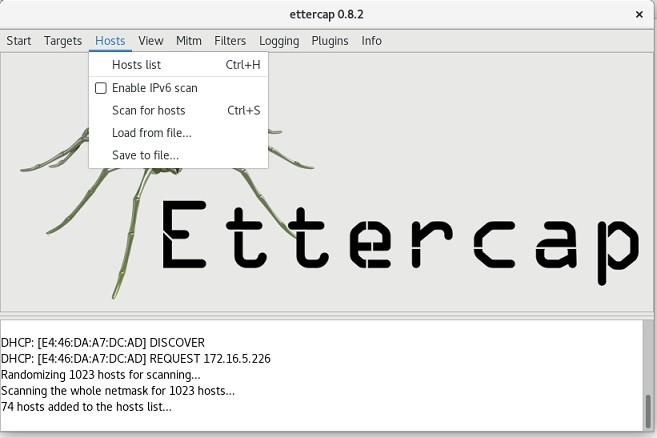 ettercap 0.8.2
×
Start Targets Hosts View Mitm Filters Logging Plugins Info
Hosts list Ctrl+H
Enable IPv6 scan
Scan for hosts Ctrl+S
Load from file...
Save to file...
Ettercap
DHCP: [E4:46:DA:A7:DC:AD] DISCOVER
DHCP: [E4:46:DA:A7:DC:AD] REQUEST 172.16.5.226
Randomizing 1023 hosts for scanning...
Scanning the whole netmask for 1023 hosts...
74 hosts added to the hosts list...